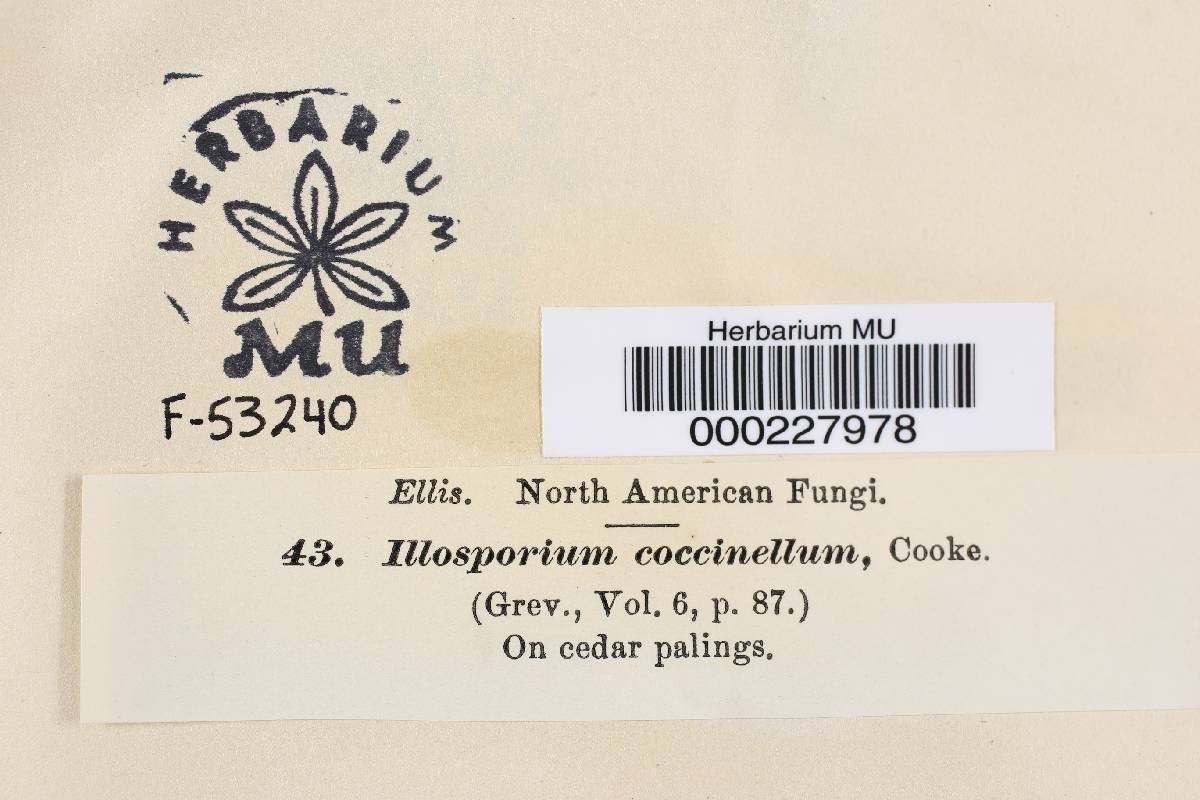 HERBARIUM
MU
F-53240
Herbarium MU
000227978
Ellis. North American Fungi.
43. Illosporium coccinellum, Cooke.
(Grev., Vol. 6, p. 87.)
On cedar palings.